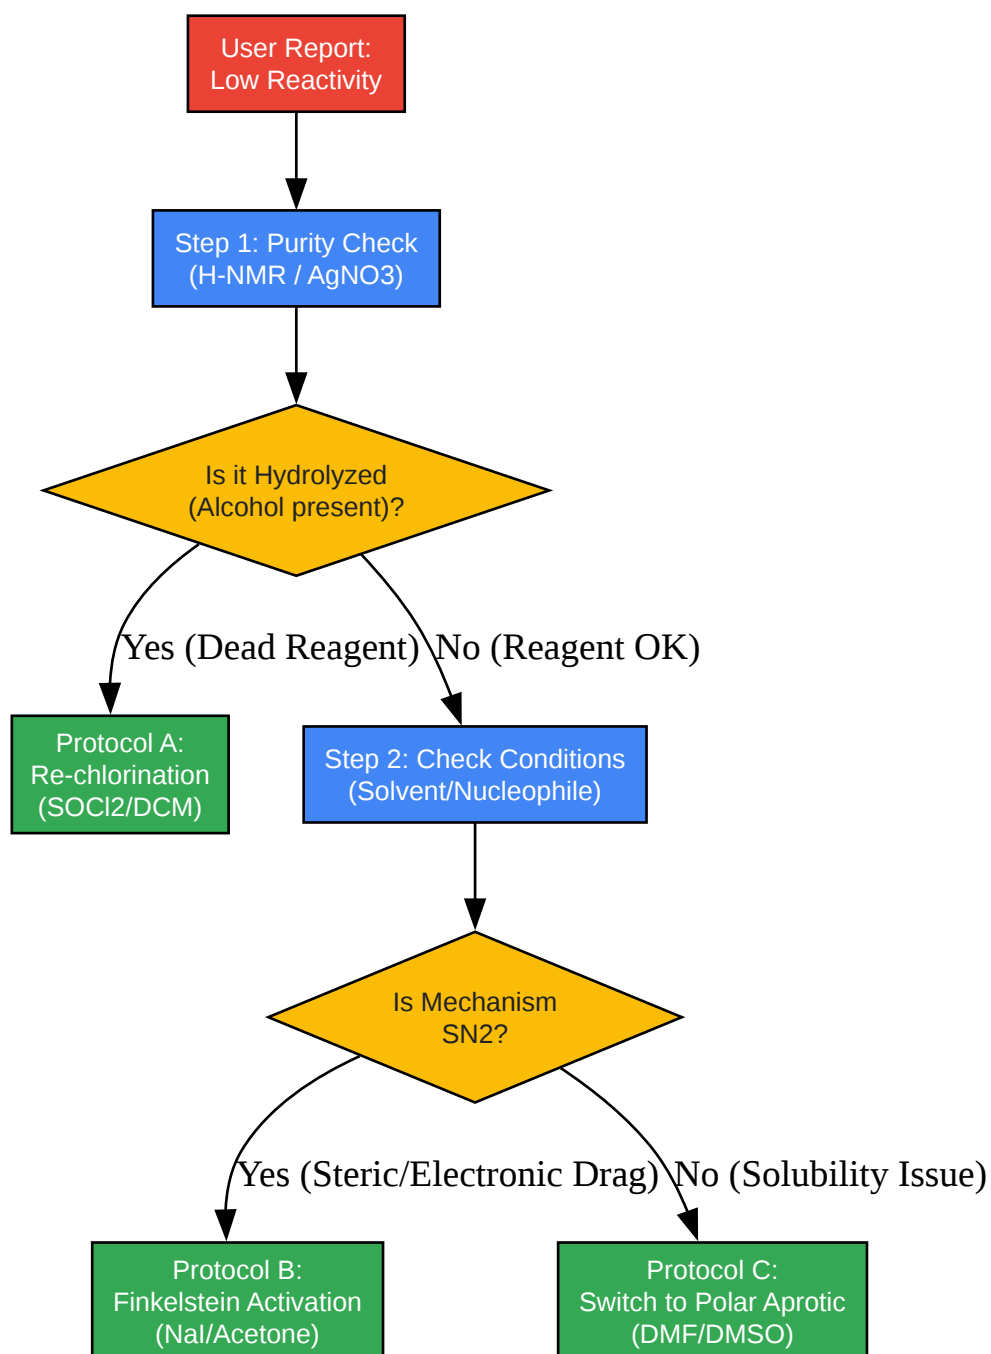 User Report:
Low Reactivity
Step 1: Purity Check
(H-NMR / AgNO3)
Is it Hydrolyzed
(Alcohol present)?
Yes (Dead Reagent)
No (Reagent OK)
Protocol A:
Re-chlorination
(SOCl2/DCM)
Step 2: Check Conditions
(Solvent/Nucleophile)
Is Mechanism
SN2?
Yes (Steric/Electronic Drag)
No (Solubility Issue)
Protocol B:
Finkelstein Activation
(NaI/Acetone)
Protocol C:
Switch to Polar Aprotic
(DMF/DMSO)